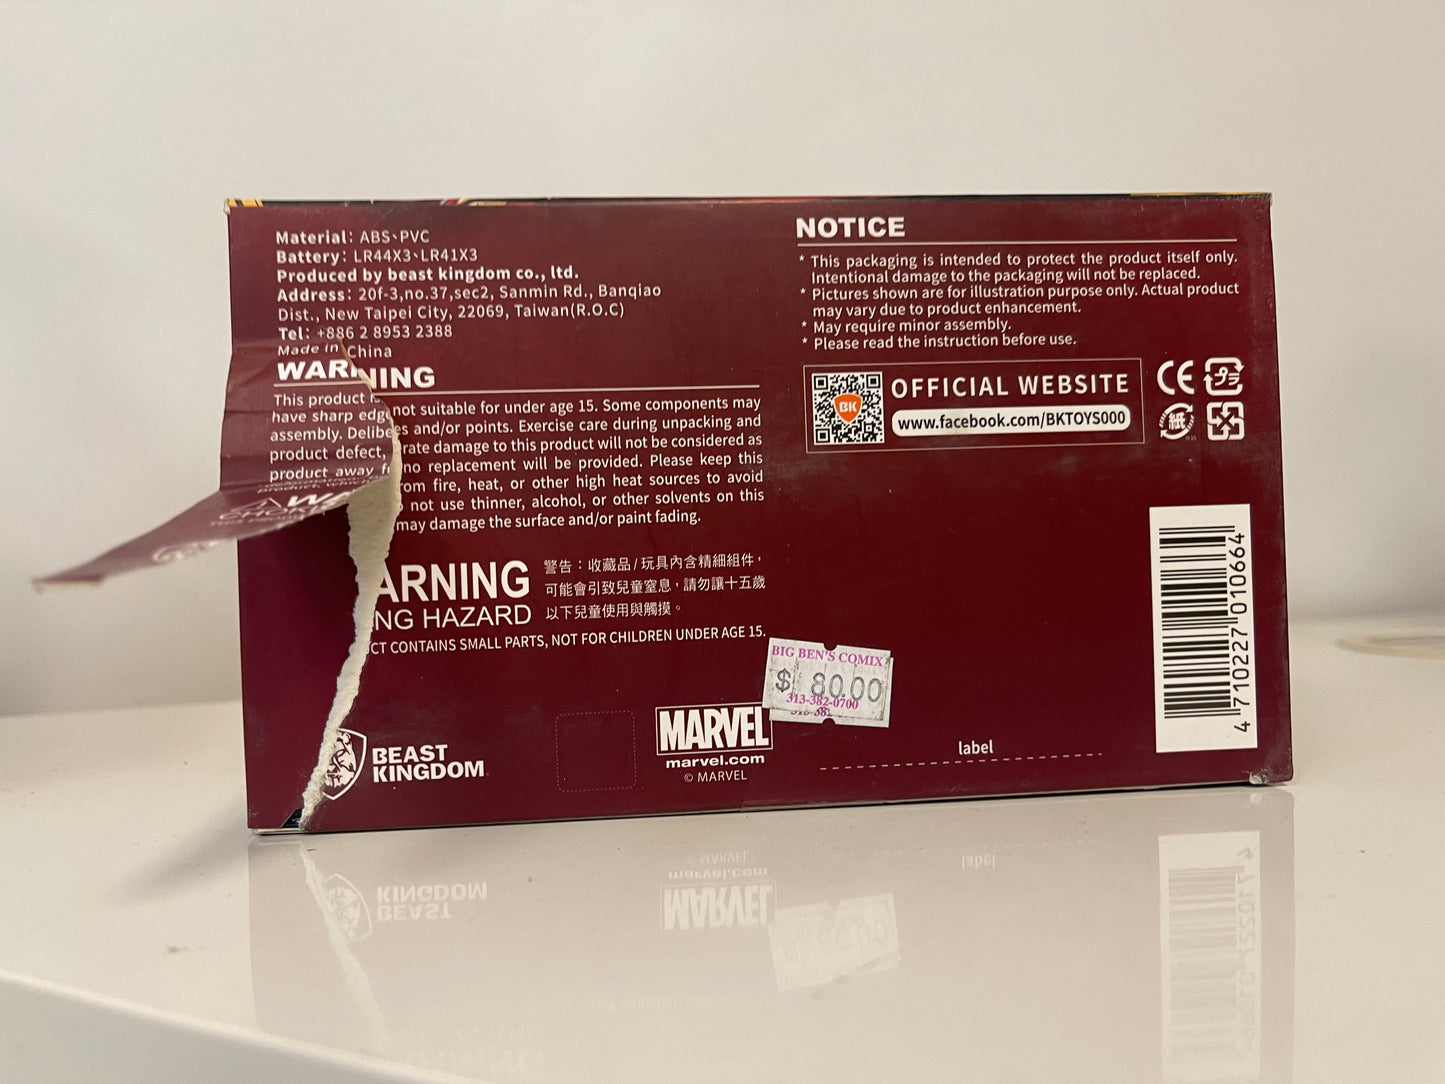 Material: ABS、PVC
Battery: LR44X3、LR41X3
Produced by beast kingdom co., ltd.
Address: 20f-3,no.37,sec2, Sanmin Rd., Banqiao
Dist., New Taipei City, 22069, Taiwan(R.O.C)
Tel: +886 2 8953 2388
Made in China
WARNING
This product not suitable for under age 15. Some components may
have sharp edges and/or points. Exercise care during unpacking and
assembly. Deliberate damage to this product will not be considered as
product defect, no replacement will be provided. Please keep this
product away from fire, heat, or other high heat sources to avoid
not use thinner, alcohol, or other solvents on this
may damage the surface and/or paint fading.
WARNING
CHOKING HAZARD
THIS PRODUCT CONTAINS SMALL PARTS, NOT FOR CHILDREN UNDER AGE 15.
警告：收藏品/玩具內含精細組件，
可能會引致兒童窒息，請勿讓十五歲
以下兒童使用與觸摸。
BEAST
KINGDOM
MARVEL
marvel.com
© MARVEL
BIG BEN'S COMIX
$ 80.00
313-382-0700
NOTICE
* This packaging is intended to protect the product itself only.
Intentional damage to the packaging will not be replaced.
* Pictures shown are for illustration purpose only. Actual product
may vary due to product enhancement.
* May require minor assembly.
* Please read the instruction before use.
BK
OFFICIAL WEBSITE
www.facebook.com/BKTOYS000
CE
紙
label
4 710227 010664